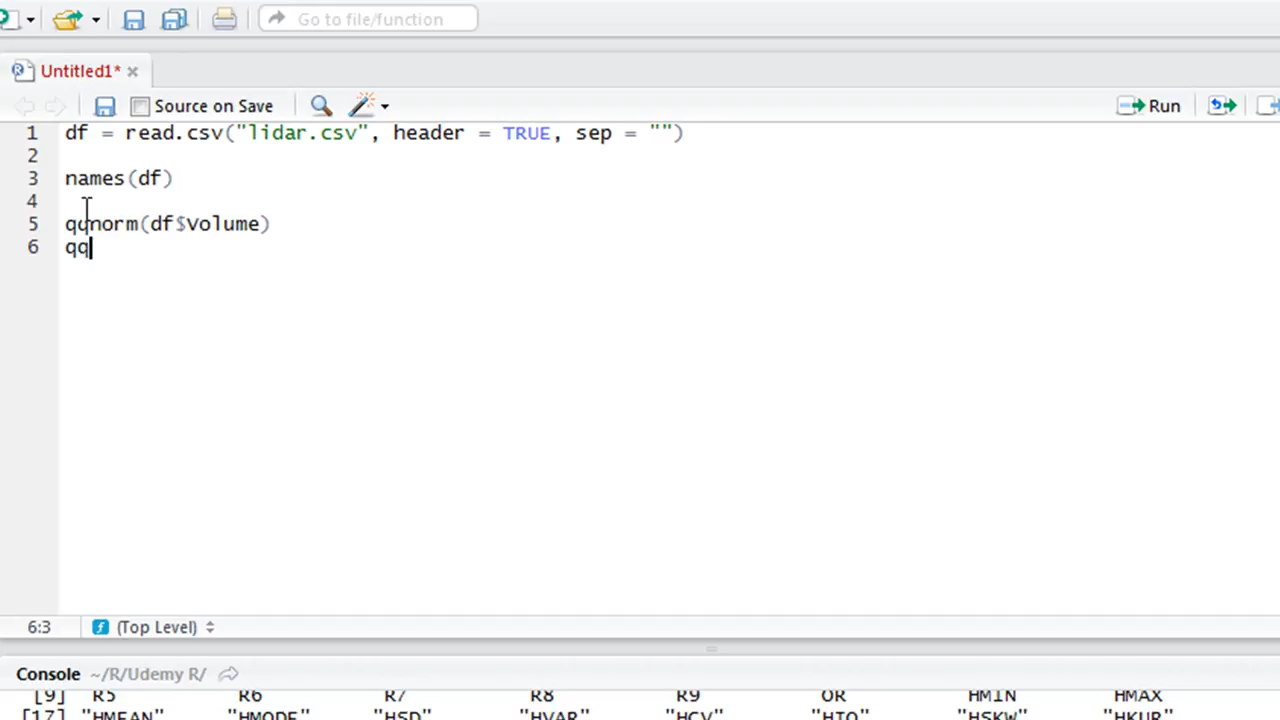 Go to file/function
Untitled1*
Source on Save
Run
1 df = read.csv("lidar.csv", header = TRUE, sep = "")
2
3 names(df)
4
5 qqnorm(df$Volume)
6 qq
6:3 (Top Level)
Console ~/R/Udemy R/
[9] R5 R6 R7 R8 R9 OR HMIN HMAX
[17] "HMEAN" "HMODE" "HSD" "HVAR" "HCV" "HIQ" "HSKW" "HKUR"